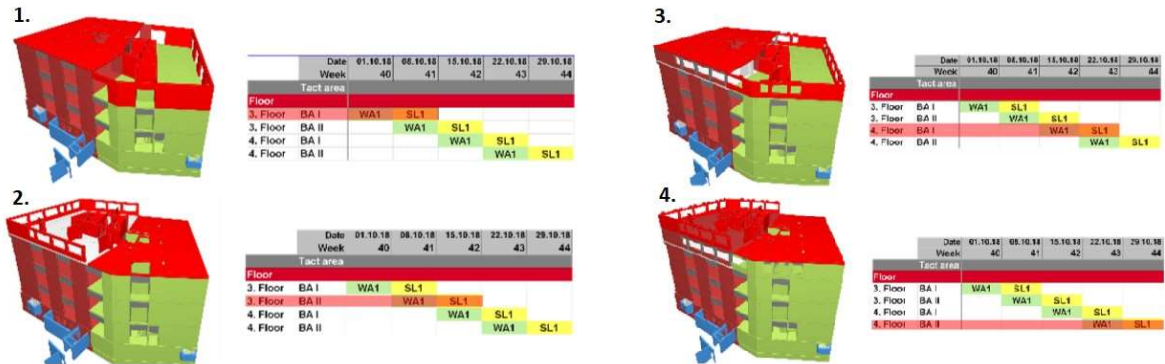 1.
Date 01.10.18 08.10.18 15.10.18 22.10.18 29.10.18
Week 40 41 42 43 44
Tact area
Floor
3. Floor BA I WA1 SL1
3. Floor BA II WA1 SL1
4. Floor BA I WA1 SL1
4. Floor BA II WA1 SL1
2.
Date 01.10.18 08.10.18 15.10.18 22.10.18 29.10.18
Week 40 41 42 43 44
Tact area
Floor
3. Floor BA I WA1 SL1
3. Floor BA II WA1 SL1
4. Floor BA I WA1 SL1
4. Floor BA II WA1 SL1
3.
Date 01.10.18 08.10.18 15.10.18 22.10.18 29.10.18
Week 40 41 42 43 44
Tact area
Floor
3. Floor BA I WA1 SL1
3. Floor BA II WA1 SL1
4. Floor BA I WA1 SL1
4. Floor BA II WA1 SL1
4.
Date 01.10.18 08.10.18 15.10.18 22.10.18 29.10.18
Week 40 41 42 43 44
Tact area
Floor
3. Floor BA I WA1 SL1
3. Floor BA II WA1 SL1
4. Floor BA I WA1 SL1
4. Floor BA II WA1 SL1